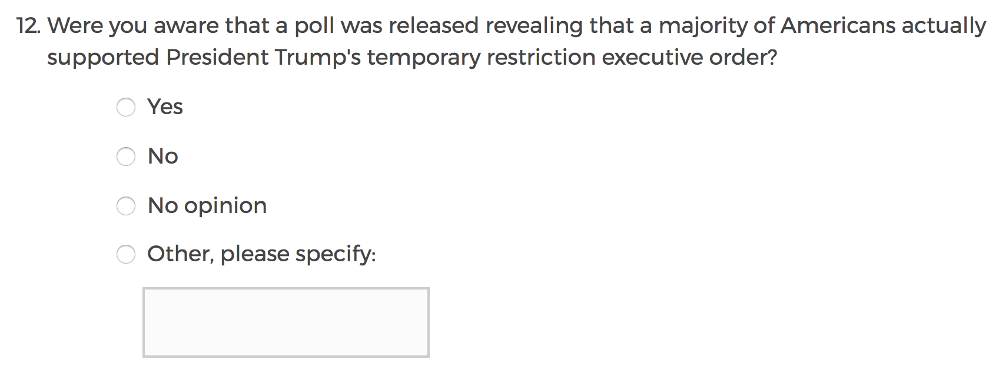 12. Were you aware that a poll was released revealing that a majority of Americans actually
supported President Trump's temporary restriction executive order?
Yes
No
No opinion
Other, please specify: